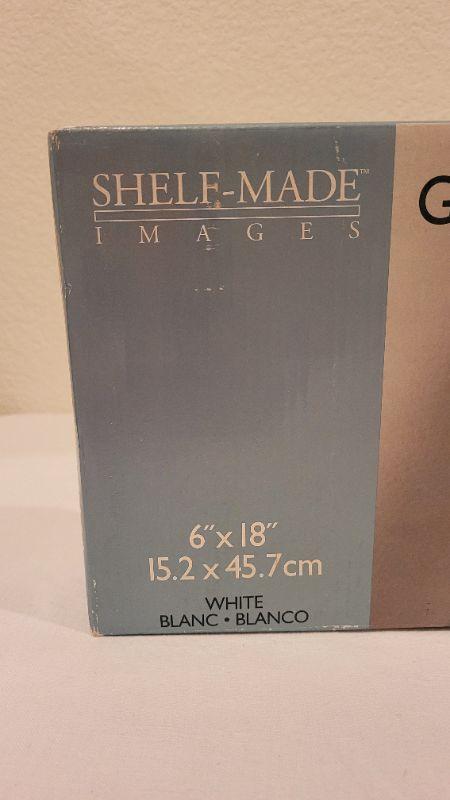 SHELF-MADE™
IMAGES
G
6"x18"
15.2 x 45.7cm
WHITE
BLANC • BLANCO